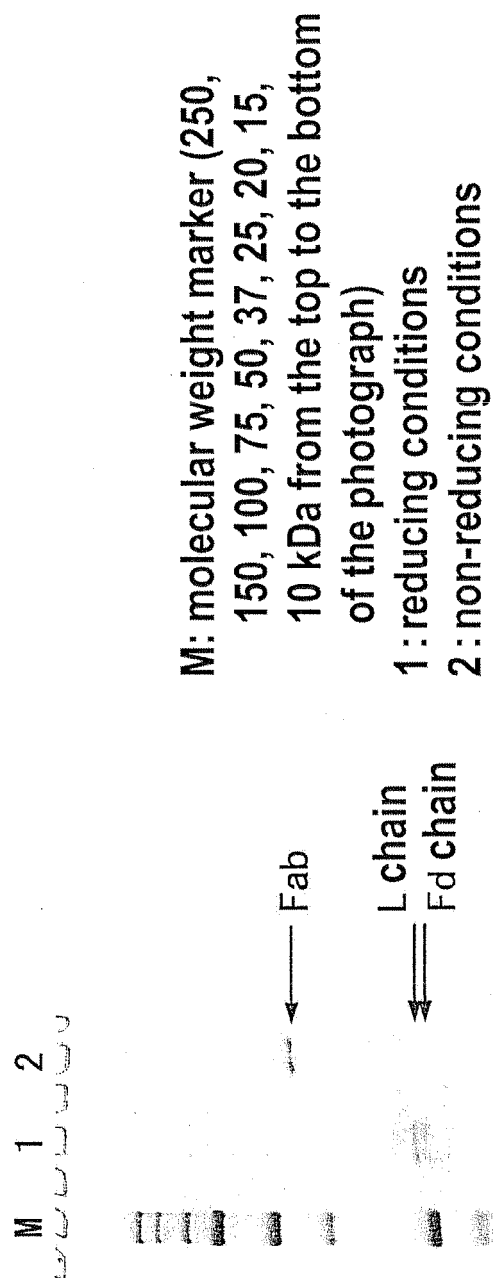 M 1 2
Fab
L chain
Fd chain
M: molecular weight marker (250,
150, 100, 75, 50, 37, 25, 20, 15,
10 kDa from the top to the bottom
of the photograph)
1 : reducing conditions
2 : non-reducing conditions